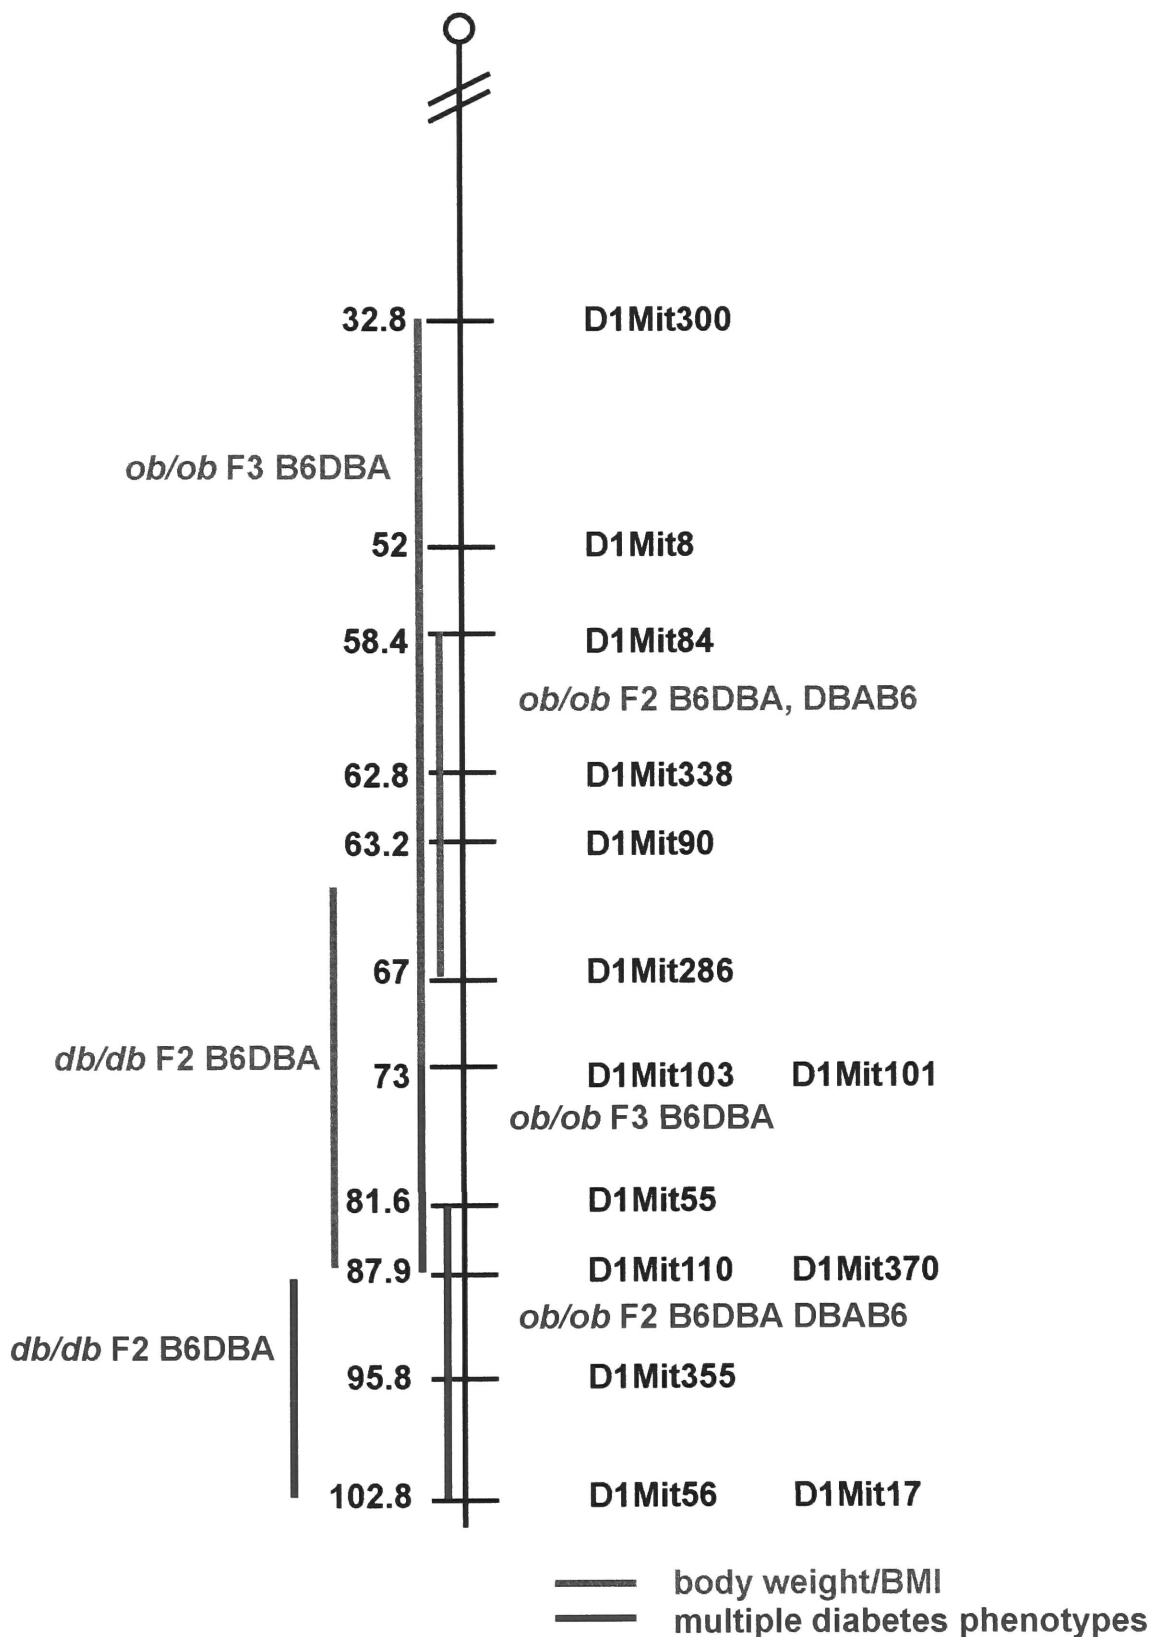 32.8 D1Mit300
ob/ob F3 B6DBA
52 D1Mit8
58.4 D1Mit84
ob/ob F2 B6DBA, DBAB6
62.8 D1Mit338
63.2 D1Mit90
67 D1Mit286
db/db F2 B6DBA
73 D1Mit103 D1Mit101
ob/ob F3 B6DBA
81.6 D1Mit55
87.9 D1Mit110 D1Mit370
ob/ob F2 B6DBA DBAB6
db/db F2 B6DBA
95.8 D1Mit355
102.8 D1Mit56 D1Mit17
body weight/BMI
multiple diabetes phenotypes